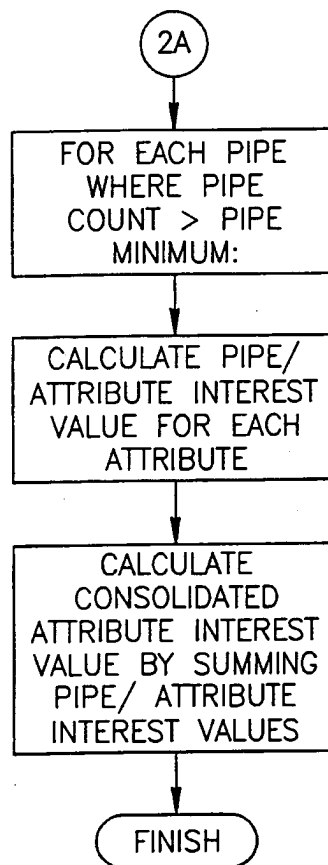 2A
FOR EACH PIPE
WHERE PIPE
COUNT > PIPE
MINIMUM:
CALCULATE PIPE/
ATTRIBUTE INTEREST
VALUE FOR EACH
ATTRIBUTE
CALCULATE
CONSOLIDATED
ATTRIBUTE INTEREST
VALUE BY SUMMING
PIPE/ ATTRIBUTE
INTEREST VALUES
FINISH